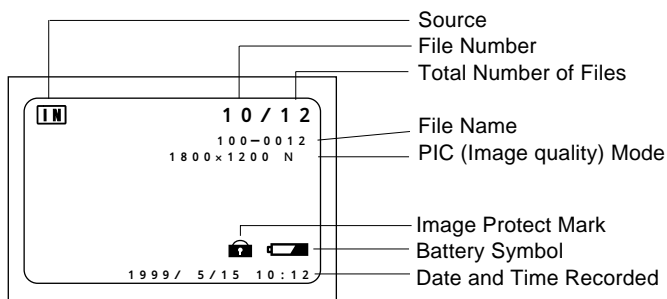 Source
File Number
Total Number of Files
IN
10/12
100−0012
1800×1200 N
File Name
PIC (Image quality) Mode
Image Protect Mark
Battery Symbol
1999/ 5/15 10:12
Date and Time Recorded